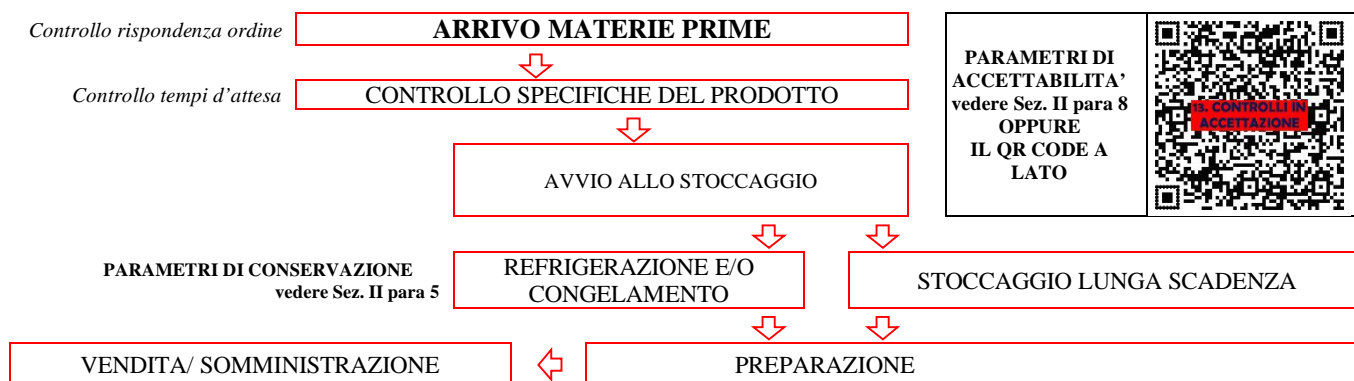 Controllo rispondenza ordine
ARRIVO MATERIE PRIME
Controllo tempi d'attesa
CONTROLLO SPECIFICHE DEL PRODOTTO
AVVIO ALLO STOCCAGGIO
PARAMETRI DI
ACCETTABILITA'
vedere Sez. II para 8
OPPURE
IL QR CODE A
LATO
13. CONTROLLI IN
ACCETTAZIONE
PARAMETRI DI CONSERVAZIONE
vedere Sez. II para 5
REFRIGERAZIONE E/O
CONGELAMENTO
STOCCAGGIO LUNGA SCADENZA
VENDITA/ SOMMINISTRAZIONE
PREPARAZIONE